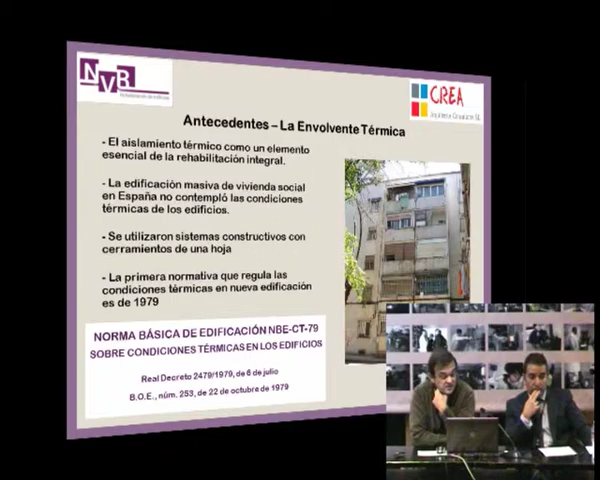 NVR
CREA
Antecedentes – La Envolvente Térmica
- El aislamiento térmico como un elemento
esencial de la rehabilitación integral.
- La edificación masiva de vivienda social
en España no contempló las condiciones
térmicas de los edificios.
- Se utilizaron sistemas constructivos con
cerramientos de una hoja
- La primera normativa que regula las
condiciones térmicas en nueva edificación
es de 1979
NORMA BÁSICA DE EDIFICACIÓN NBE-CT-79
SOBRE CONDICIONES TÉRMICAS EN LOS EDIFICIOS
Real Decreto 2479/1979, de 6 de julio
B.O.E., núm. 253, de 22 de octubre de 1979